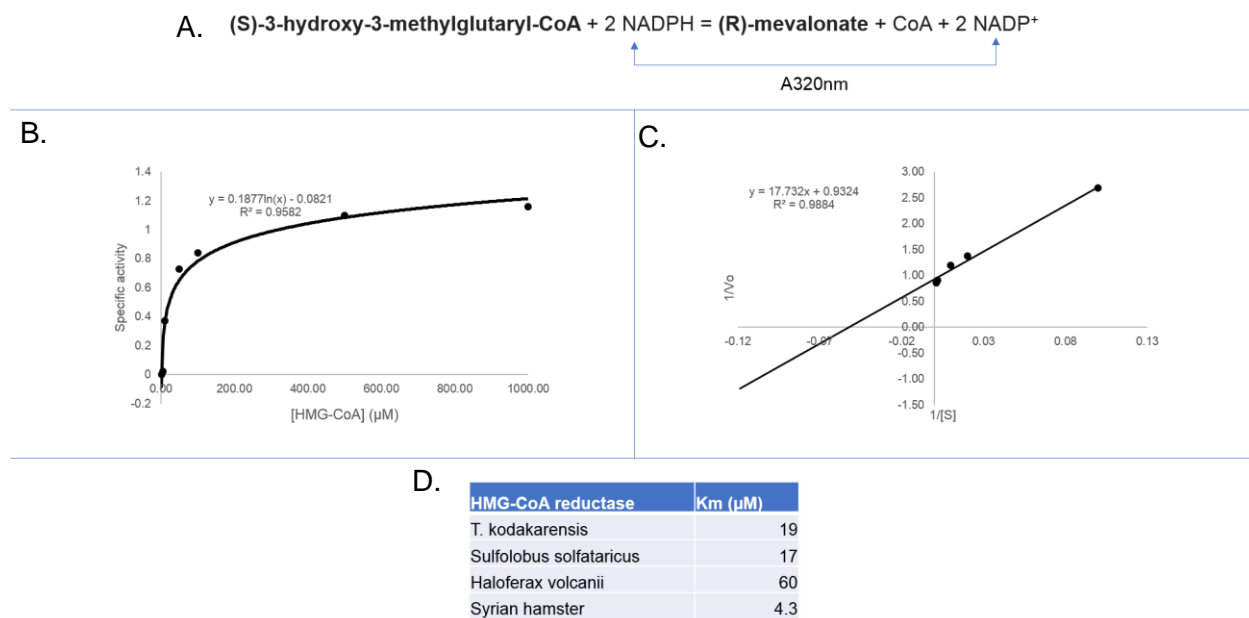 A. (S)-3-hydroxy-3-methylglutaryl-CoA + 2 NADPH = (R)-mevalonate + CoA + 2 NADP⁺
A320nm
B.
1.4
1.2
1
0.8
0.6
0.4
0.2
0
-0.2
Specific activity
y = 0.1877ln(x) - 0.0821
R² = 0.9582
0.00 200.00 400.00 600.00 800.00 1000.00
[HMG-CoA] (µM)
C.
3.00
2.50
2.00
1.50
1.00
0.50
0.00
-0.50
-1.00
-1.50
1/Vo
y = 17.732x + 0.9324
R² = 0.9884
-0.12 -0.07 -0.02 0.03 0.08 0.13
1/[S]
D.
HMG-CoA reductase Km (µM)
T. kodakarensis 19
Sulfolobus solfataricus 17
Haloferax volcanii 60
Syrian hamster 4.3